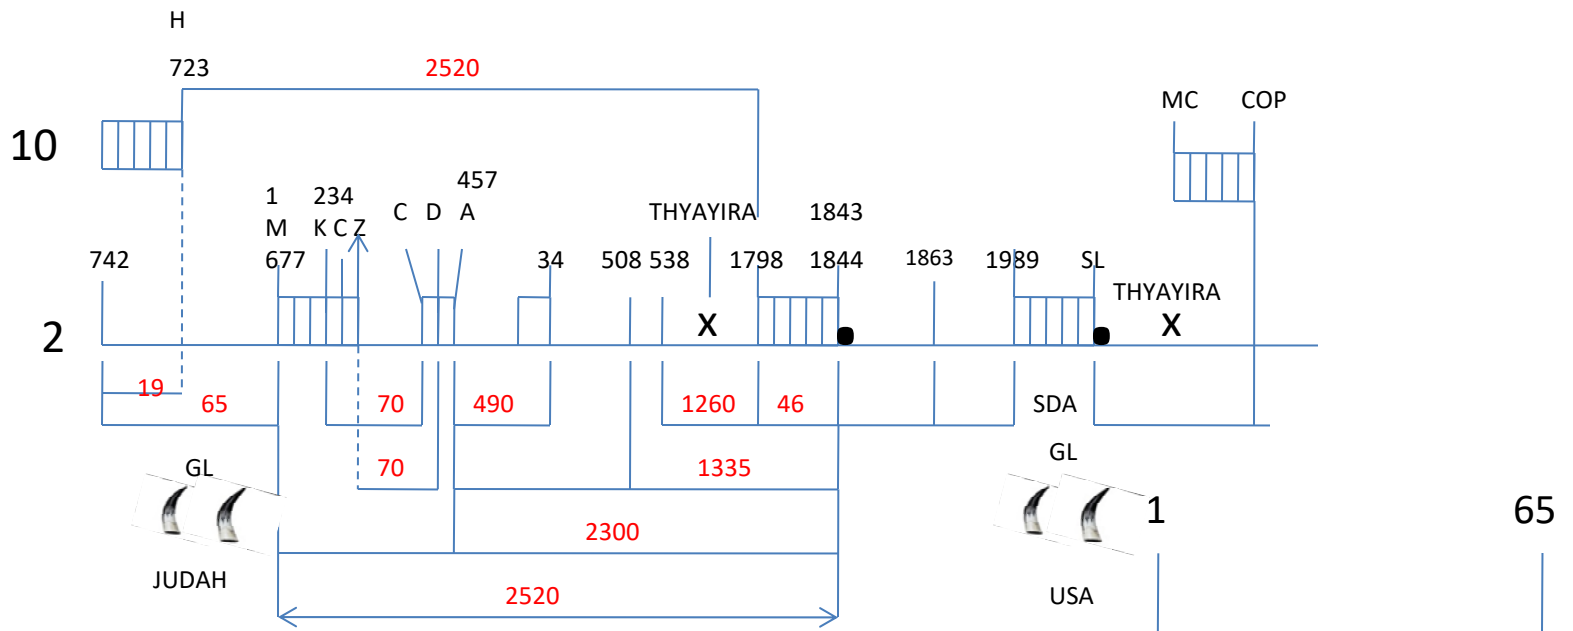 H
723 2520
MC COP
10
457
1 234
M K C Z C D A THYAYIRA 1843
742 677 34 508 538 1798 1844 1863 1989 SL
THYAYIRA
2 X X
19 65 70 490 1260 46 SDA
GL 70 1335 GL
1 65
2300
JUDAH 2520 USA